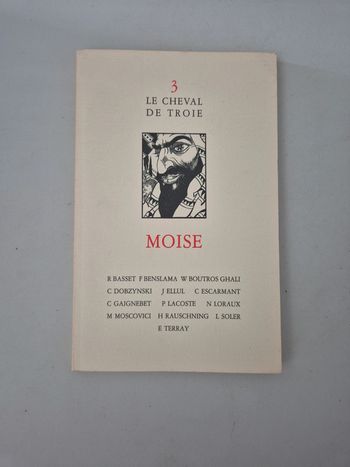 3
LE CHEVAL
DE TROIE
MOISE
R BASSET F BENSLAMA W BOUTROS GHALI
C DOBZYNSKI J ELLUL C ESCARMANT
C GAIGNEBET P LACOSTE N LORAUX
M MOSCOVICI H RAUSCHNING L SOLER
E TERRAY